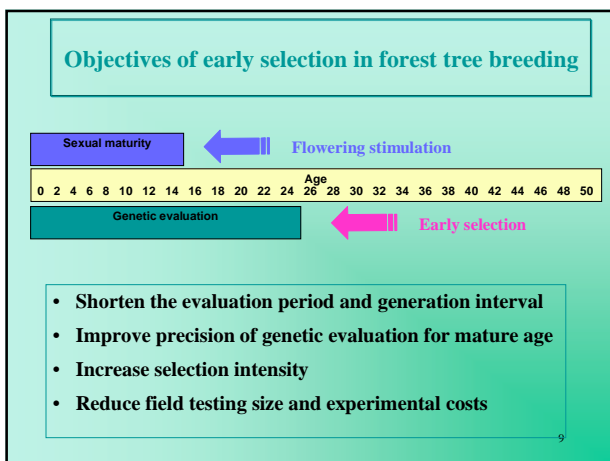 Objectives of early selection in forest tree breeding
Sexual maturity
Flowering stimulation
Age
0 2 4 6 8 10 12 14 16 18 20 22 24 26 28 30 32 34 36 38 40 42 44 46 48 50
Genetic evaluation
Early selection
• Shorten the evaluation period and generation interval
• Improve precision of genetic evaluation for mature age
• Increase selection intensity
• Reduce field testing size and experimental costs
9